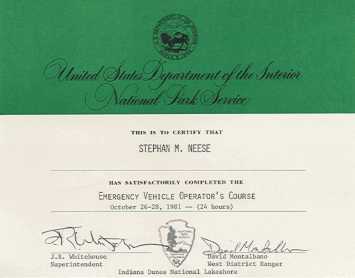 United States Department of the Interior
National Park Service
THIS IS TO CERTIFY THAT
STEPHAN M. NEESE
HAS SATISFACTORILY COMPLETED THE
EMERGENCY VEHICLE OPERATOR'S COURSE
October 26-28, 1981 -- (24 hours)
J.R. Whitehouse David Montalbano
Superintendent West District Ranger
Indiana Dunes National Lakeshore